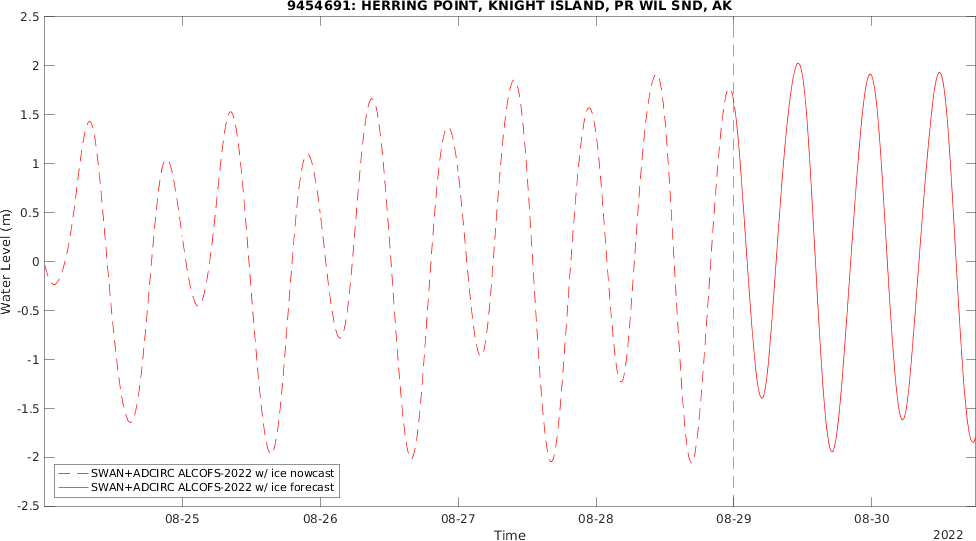 9454691: HERRING POINT, KNIGHT ISLAND, PR WIL SND, AK
2.5
2
1.5
1
0.5
0
-0.5
-1
-1.5
-2
-2.5
Water Level (m)
SWAN+ADCIRC ALCOFS-2022 w/ ice nowcast
SWAN+ADCIRC ALCOFS-2022 w/ ice forecast
08-25 08-26 08-27 08-28 08-29 08-30
Time
2022